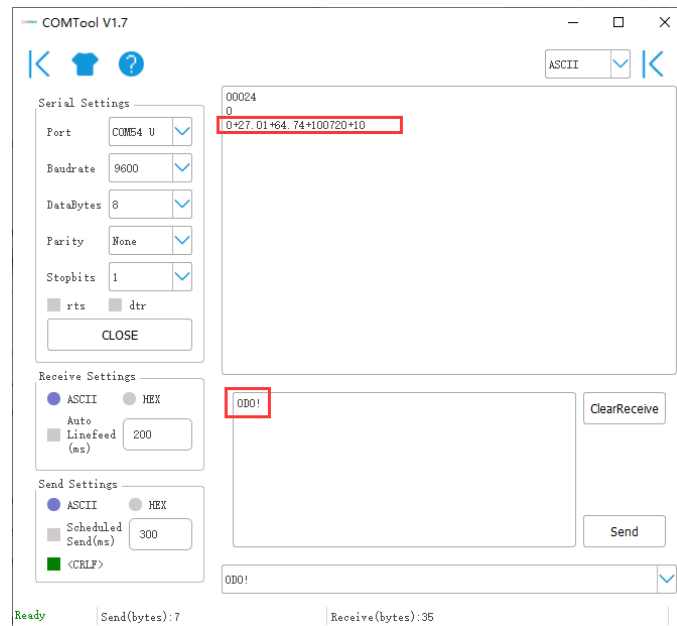 COMTool V1.7
ASCII
Serial Settings
Port COM54 U
Baudrate 9600
DataBytes 8
Parity None
Stopbits 1
rts dtr
CLOSE
00024
0
0+27.01+64.74+100720+10
Receive Settings
ASCII HEX
Auto
Linefeed
(ms)
200
0D0!
ClearReceive
Send Settings
ASCII HEX
Scheduled
Send(ms)
300
<CRLF>
Send
0D0!
Ready Send(bytes):7 Receive(bytes):35